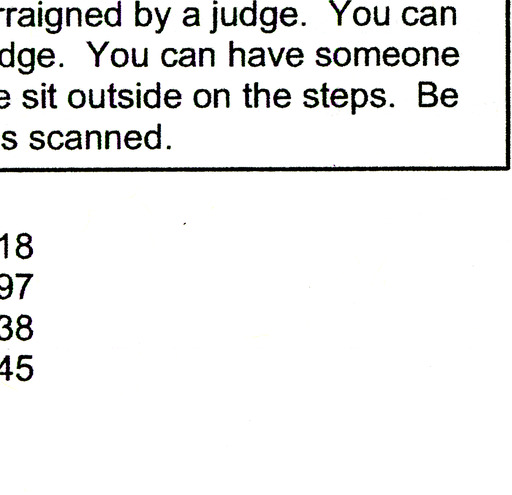 rraigned by a judge.  You can
dge.  You can have someone
e sit outside on the steps.  Be
s scanned.
18
97
38
45